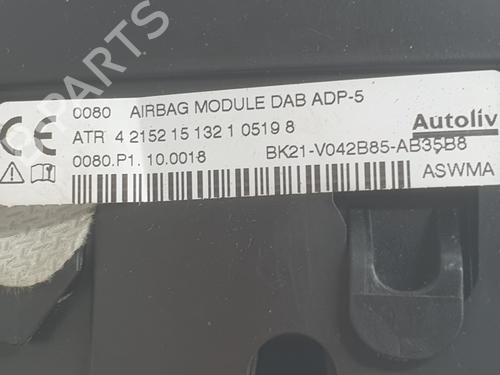 0080 AIRBAG MODULE DAB ADP-5
ATR 4 2152 15 132 1 0519 8
Autoliv
0080.P1. 10.0018
BK21-V042B85-AB35B8
ASWMA
CE
B-PARTS